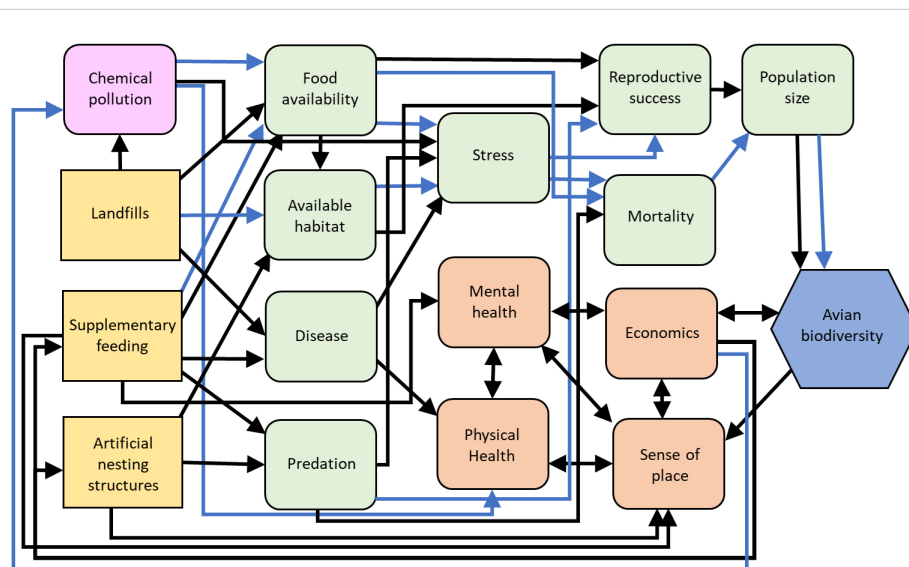 Chemical
pollution
Food
availability
Reproductive
success
Population
size
Stress
Landfills
Available
habitat
Mortality
Mental
health
Supplementary
feeding
Disease
Economics
Avian
biodiversity
Artificial
nesting
structures
Predation
Physical
Health
Sense of
place